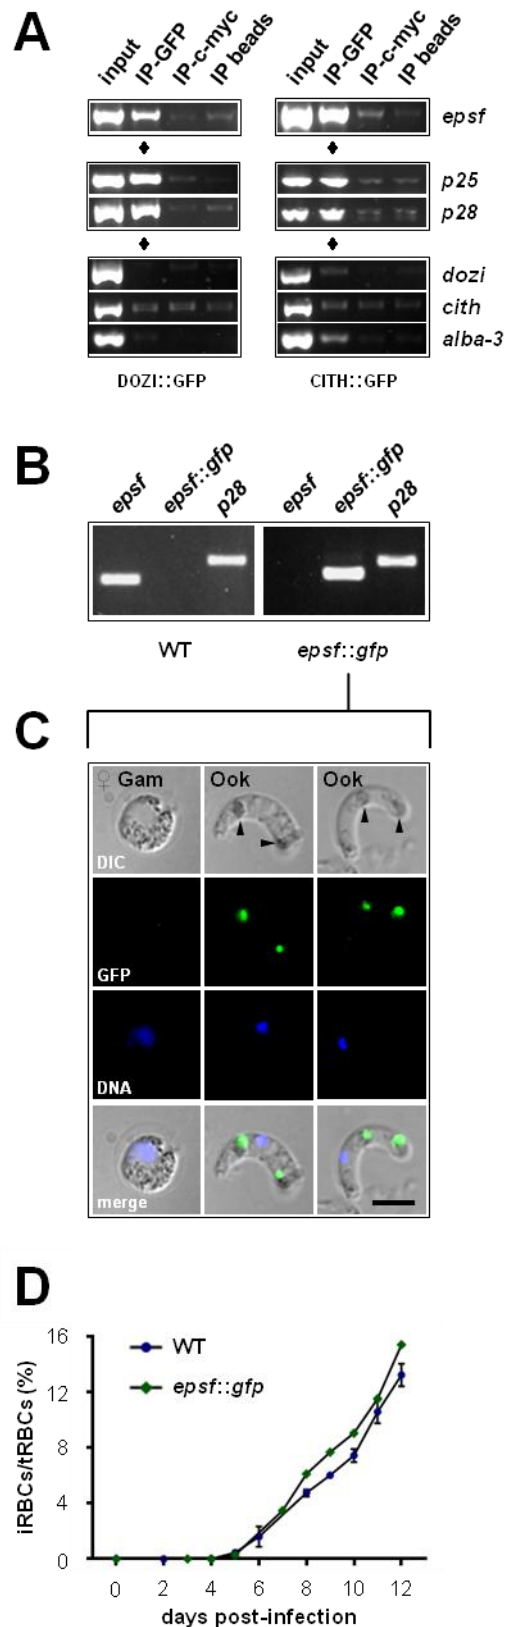 A
input IP-GFP IP-c-myc IP beads input IP-GFP IP-c-myc IP beads
epsf
p25
p28
dozi
cith
alba-3
DOZI::GFP CITH::GFP
B
epsf epsf::gfp p28 epsf epsf::gfp p28
WT epsf::gfp
C
♀ Gam Ook Ook
DIC
GFP
DNA
merge
D
16
12
8
4
0
iRBCs/tRBCs (%)
WT
epsf::gfp
0 2 4 6 8 10 12
days post-infection